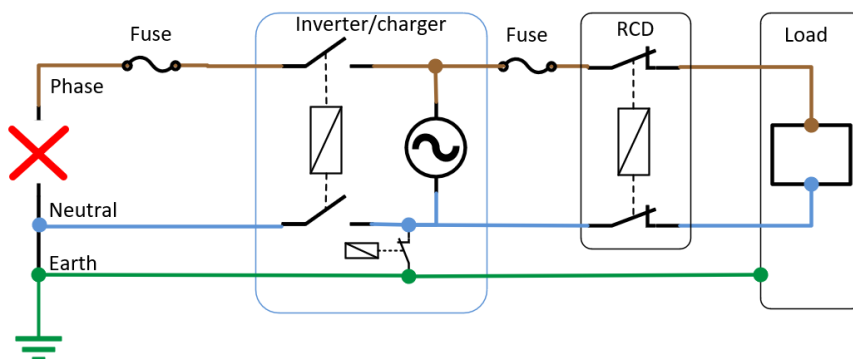 Inverter/charger
Fuse
Fuse
RCD
Load
Phase
Neutral
Earth